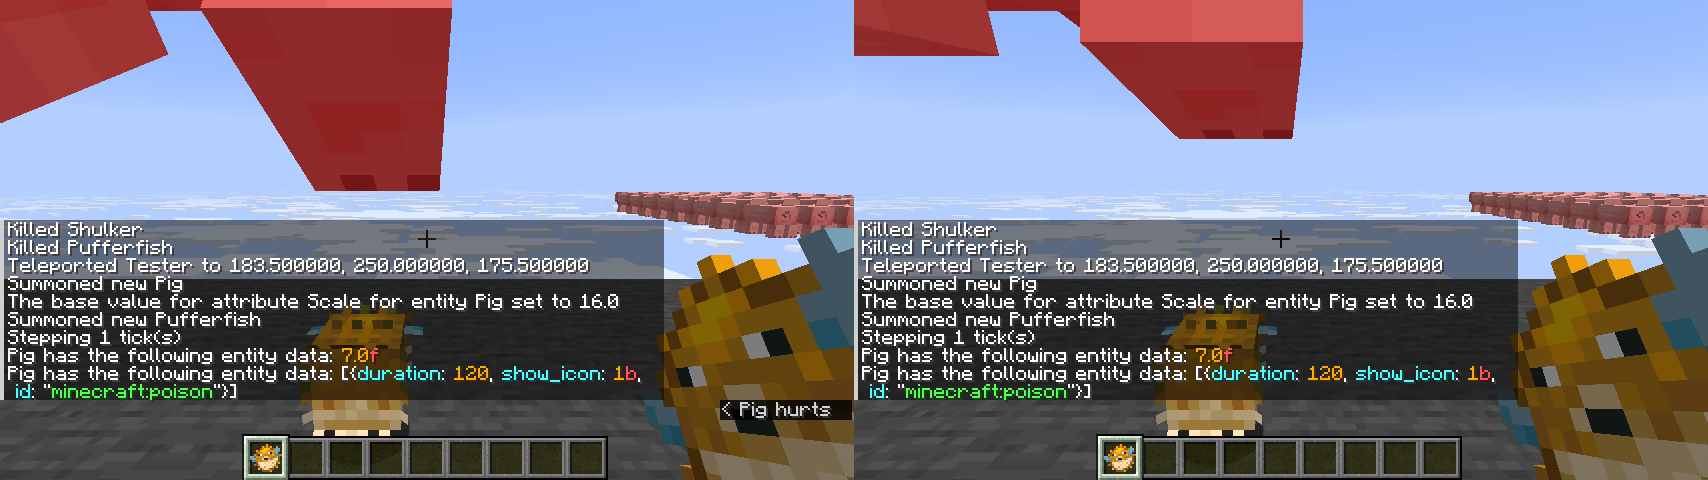 Killed Shulker
Killed Pufferfish
Teleported Tester to 183.500000, 250.000000, 175.500000
Summoned new Pig
The base value for attribute Scale for entity Pig set to 16.0
Summoned new Pufferfish
Stepping 1 tick(s)
Pig has the following entity data: 7.0f
Pig has the following entity data: [{duration: 120, show_icon: 1b,
id: "minecraft:poison"}]
< Pig hurts
Killed Shulker
Killed Pufferfish
Teleported Tester to 183.500000, 250.000000, 175.500000
Summoned new Pig
The base value for attribute Scale for entity Pig set to 16.0
Summoned new Pufferfish
Stepping 1 tick(s)
Pig has the following entity data: 7.0f
Pig has the following entity data: [{duration: 120, show_icon: 1b,
id: "minecraft:poison"}]